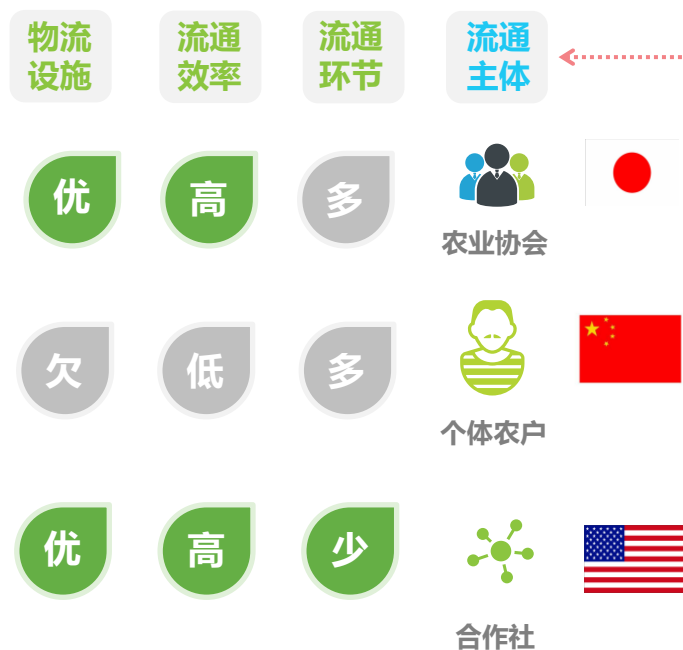 物流 流通 流通 流通
设施 效率 环节 主体
优 高 多
农业协会
欠 低 多
个体农户
优 高 少
合作社